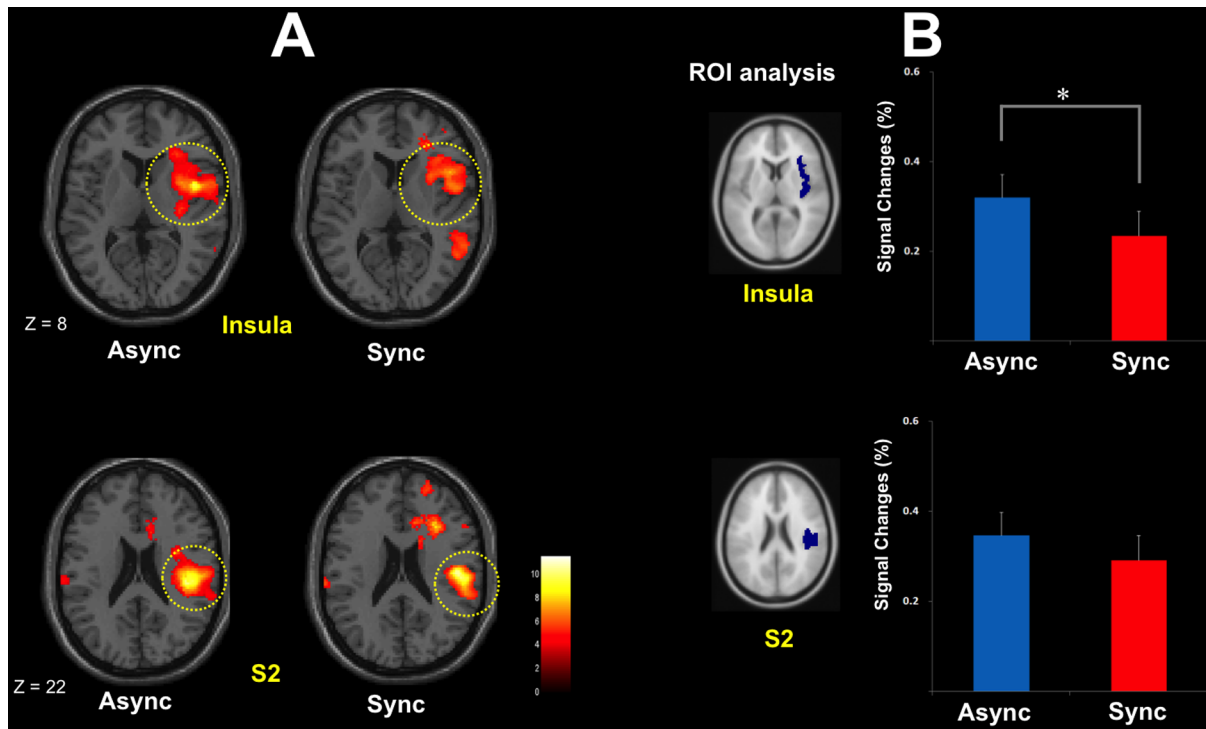 A
B
ROI analysis
Z = 8
Insula
Async
Sync
Insula
Signal Changes (%)
0.6
0.4
0.2
*
Async
Sync
Z = 22
S2
Async
Sync
10
8
6
4
2
0
S2
Signal Changes (%)
0.6
0.4
0.2
Async
Sync